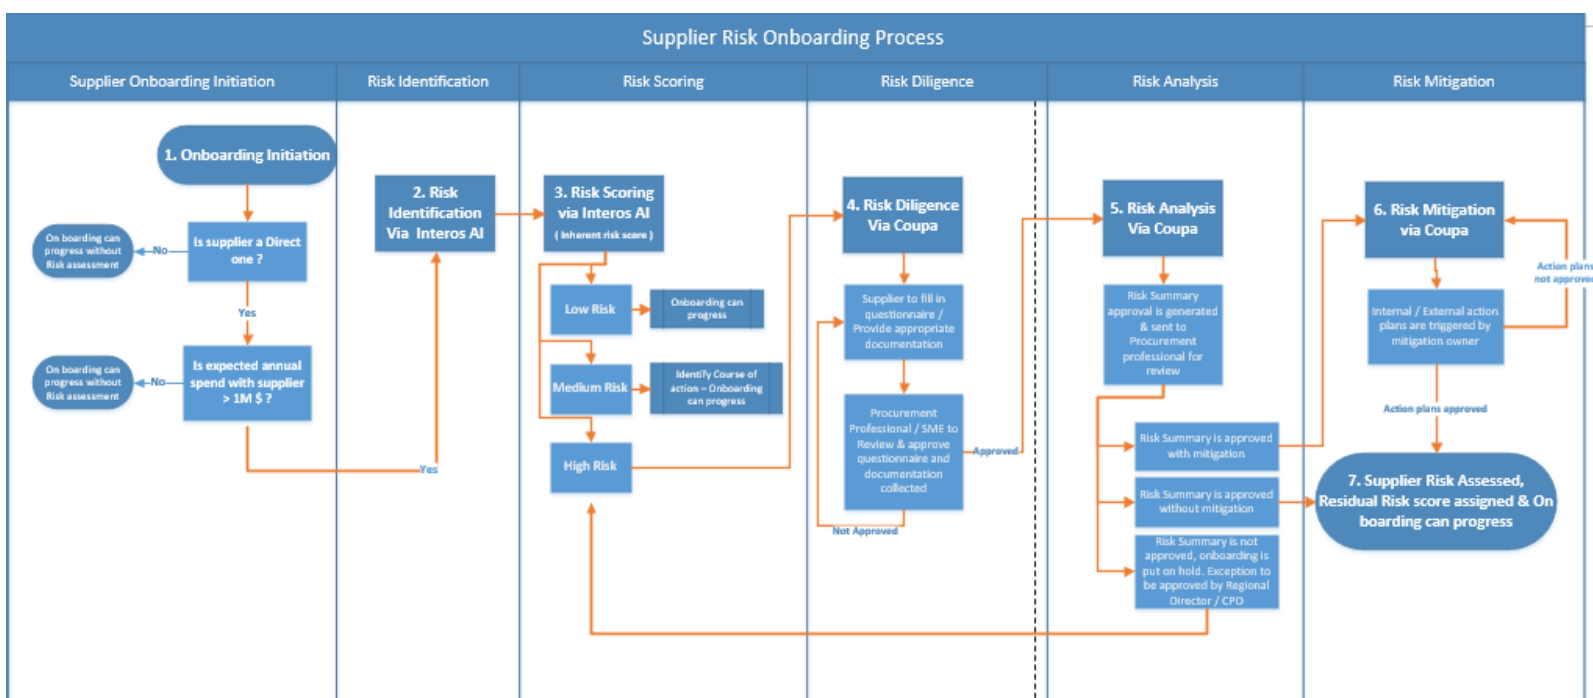 Supplier Risk Onboarding Process
Supplier Onboarding Initiation
Risk Identification
Risk Scoring
Risk Diligence
Risk Analysis
Risk Mitigation
1. Onboarding Initiation
Is supplier a Direct
one ?
No
On boarding can
progress without
Risk assessment
Yes
Is expected annual
spend with supplier
> 1M $ ?
No
On boarding can
progress without
Risk assessment
Yes
2. Risk
Identification
Via Interos AI
3. Risk Scoring
via Interos AI
( Inherent risk score )
Low Risk
Onboarding can
progress
Medium Risk
Identify Course of
action – Onboarding
can progress
High Risk
4. Risk Diligence
Via Coupa
Supplier to fill in
questionnaire /
Provide appropriate
documentation
Procurement
Professional / SME to
Review & approve
questionnaire and
documentation
collected
Approved
Not Approved
5. Risk Analysis
Via Coupa
Risk Summary
approval is generated
& sent to
Procurement
professional for
review
Risk Summary is approved
with mitigation
Risk Summary is approved
without mitigation
Risk Summary is not
approved, onboarding is
put on hold. Exception to
be approved by Regional
Director / CPO
6. Risk Mitigation
via Coupa
Action plans
not approved
Internal / External action
plans are triggered by
mitigation owner
Action plans approved
7. Supplier Risk Assessed,
Residual Risk score assigned & On
boarding can progress